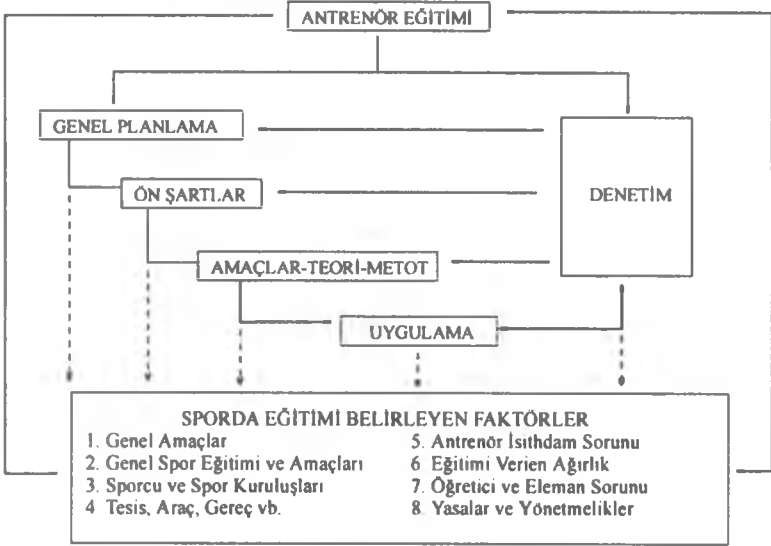 ANTRENÖR EĞİTİMİ
GENEL PLANLAMA
ÖN ŞARTLAR
DENETİM
AMAÇLAR-TEORİ-METOT
UYGULAMA
SPORDA EĞİTİMİ BELİRLEYEN FAKTÖRLER
1. Genel Amaçlar
2. Genel Spor Eğitimi ve Amaçları
3. Sporcu ve Spor Kuruluşları
4 Tesis, Araç, Gereç vb.
5. Antrenör İsithdam Sorunu
6 Eğitimi Verien Ağırlık
7. Öğretici ve Eleman Sorunu
8. Yasalar ve Yönetmelikler